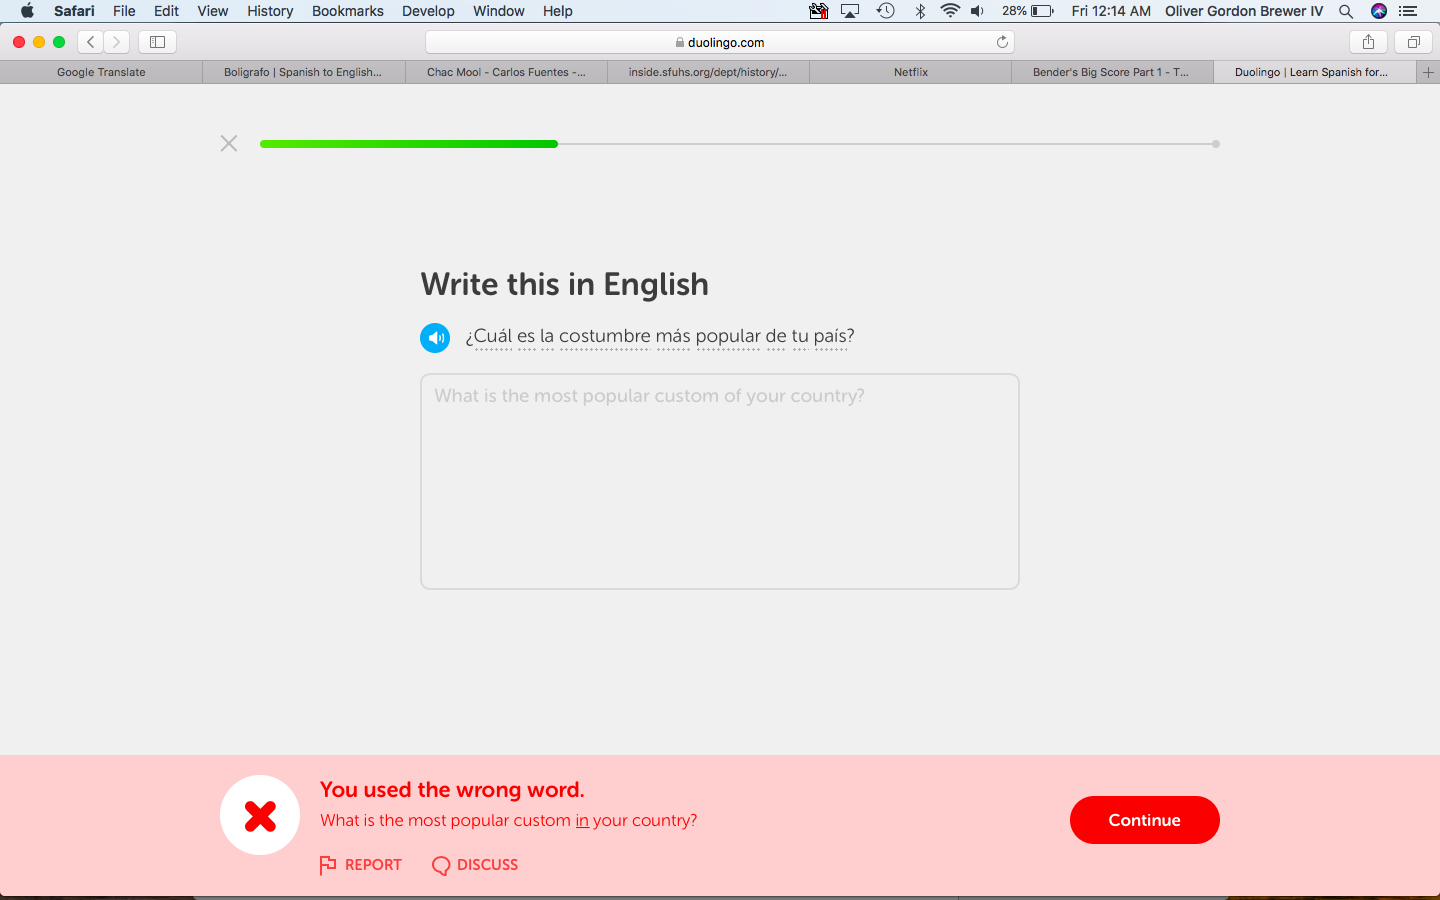 Safari File Edit View History Bookmarks Develop Window Help 28% Fri 12:14 AM Oliver Gordon Brewer IV
duolingo.com
Google Translate Boligrafo | Spanish to English... Chac Mool - Carlos Fuentes -... inside.sfuhs.org/dept/history/... Netflix Bender's Big Score Part 1 - T... Duolingo | Learn Spanish for...
Write this in English
¿Cuál es la costumbre más popular de tu país?
What is the most popular custom of your country?
You used the wrong word.
What is the most popular custom in your country?
Continue
REPORT DISCUSS